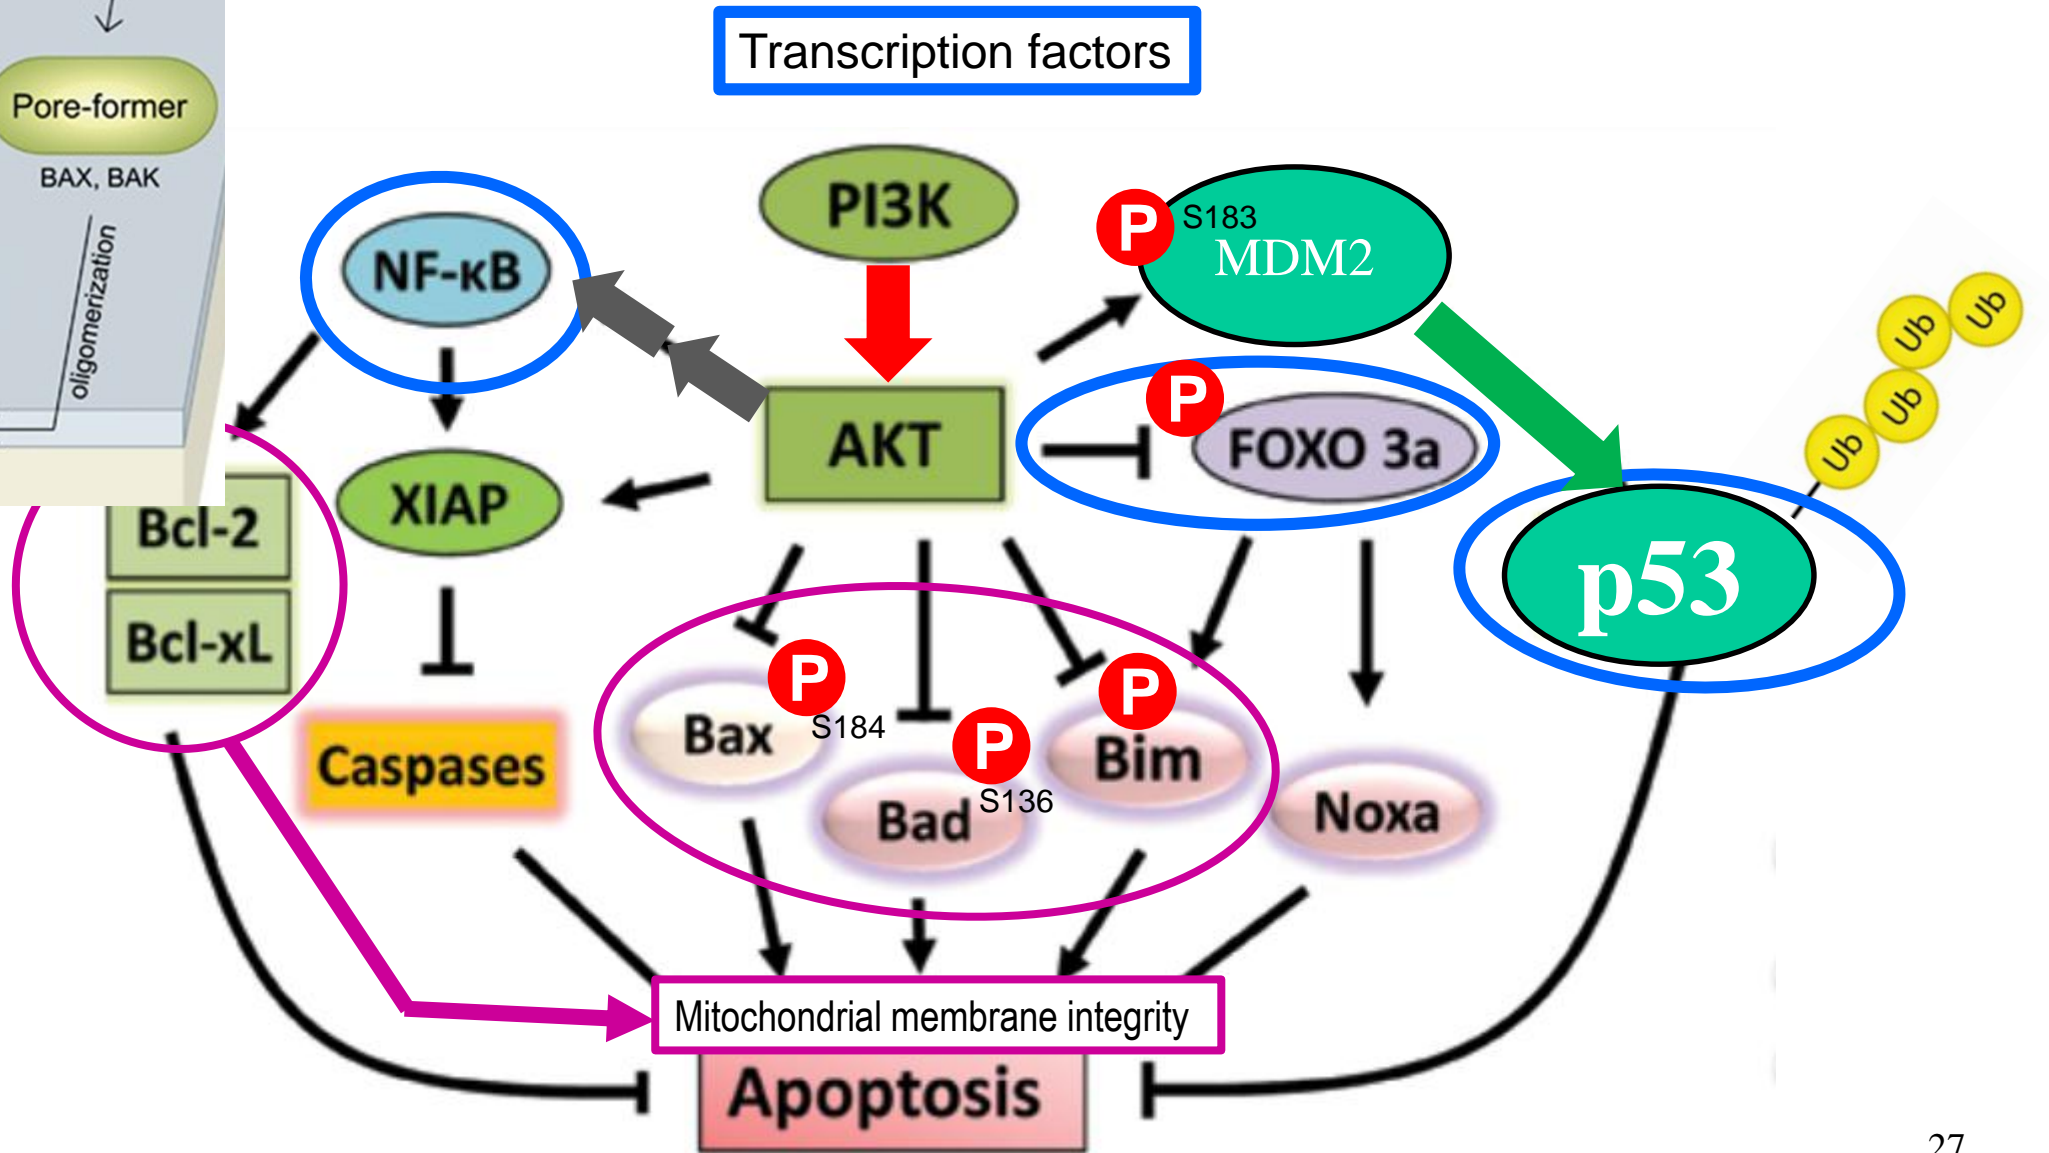 Transcription factors
Pore-former
BAX, BAK
oligomerization
NF-κB
PI3K
P
S183
MDM2
Ub
Ub
Ub
Ub
AKT
P
FOXO 3a
XIAP
Bcl-2
Bcl-xL
p53
Caspases
Bax
P
S184
Bad
P
S136
P
Bim
Noxa
Mitochondrial membrane integrity
Apoptosis
27